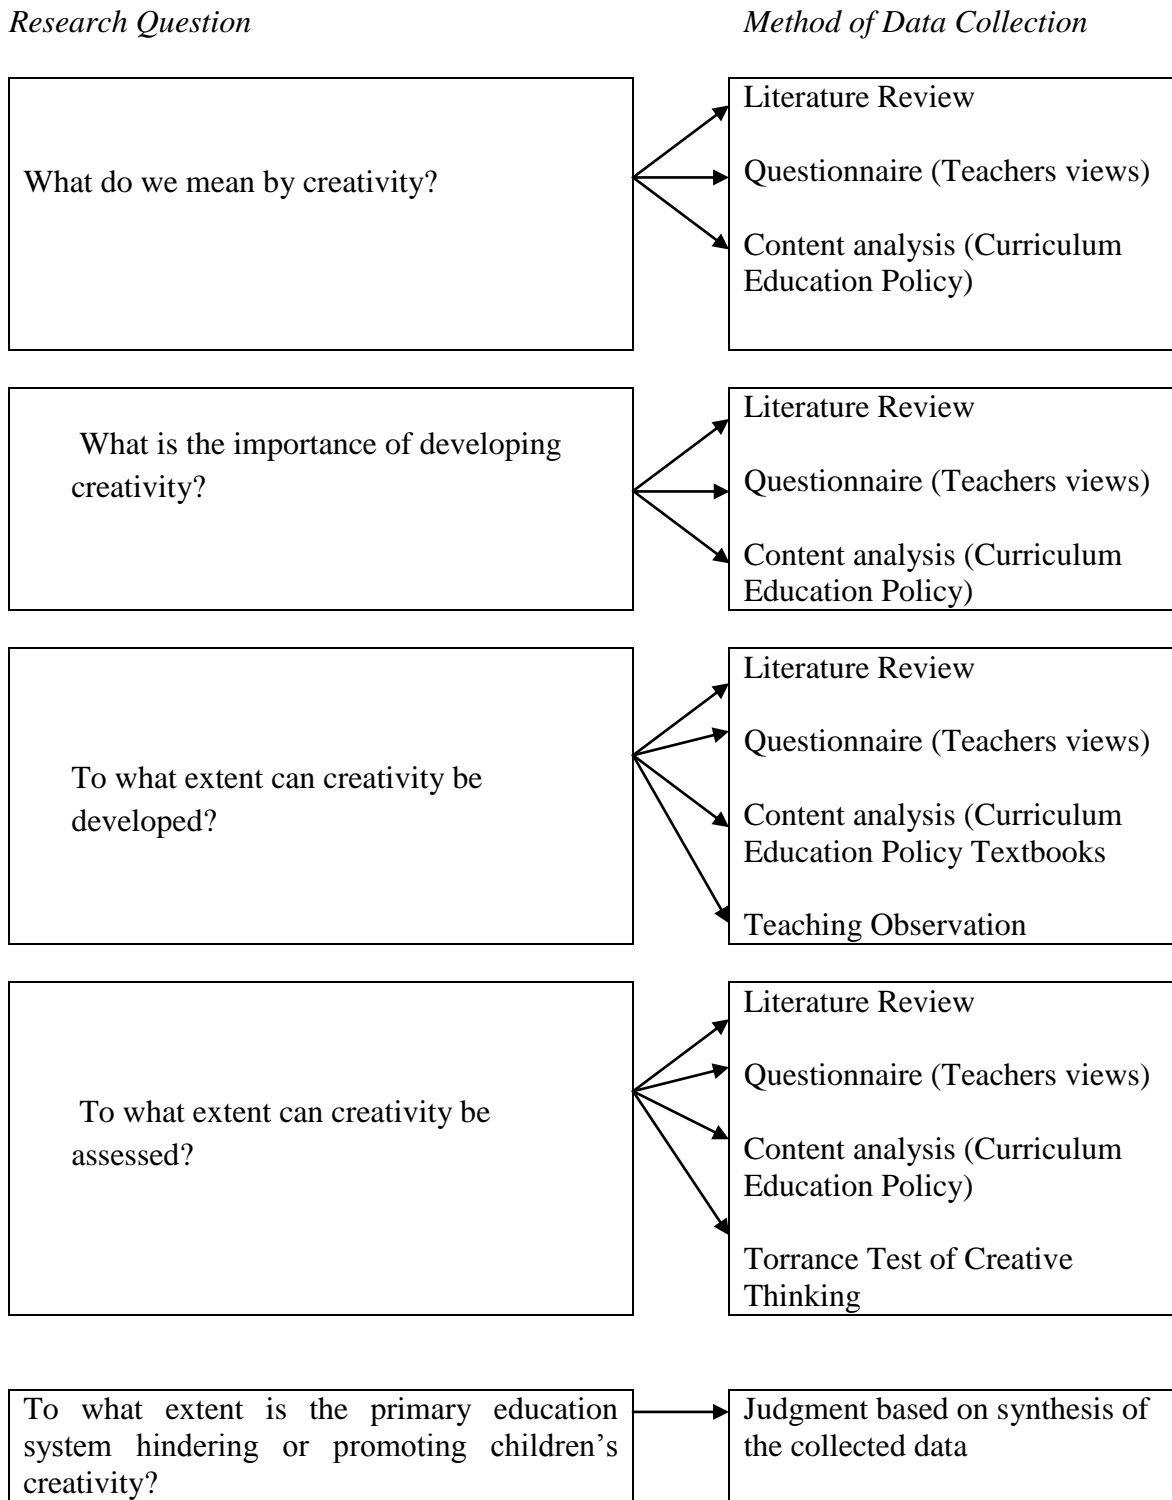 Research Question
Method of Data Collection
What do we mean by creativity?
Literature Review
Questionnaire (Teachers views)
Content analysis (Curriculum
Education Policy)
What is the importance of developing
creativity?
Literature Review
Questionnaire (Teachers views)
Content analysis (Curriculum
Education Policy)
To what extent can creativity be
developed?
Literature Review
Questionnaire (Teachers views)
Content analysis (Curriculum
Education Policy Textbooks
Teaching Observation
To what extent can creativity be
assessed?
Literature Review
Questionnaire (Teachers views)
Content analysis (Curriculum
Education Policy)
Torrance Test of Creative
Thinking
To what extent is the primary education
system hindering or promoting children’s
creativity?
Judgment based on synthesis of
the collected data